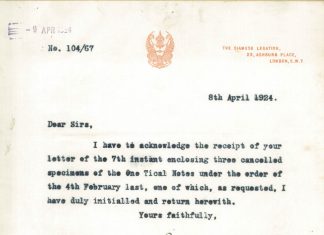 - 9 APR 1924
No. 104/67
THE SIAMESE LEGATION,
23, ASHBURN PLACE,
LONDON, S.W.7
8th April 1924.
Dear Sirs,
I have to acknowledge the receipt of your
letter of the 7th instant enclosing three cancelled
specimens of the One Tical Notes under the order of
the 4th February last, one of which, as requested, I
have duly initialled and return herewith.
Yours faithfully,